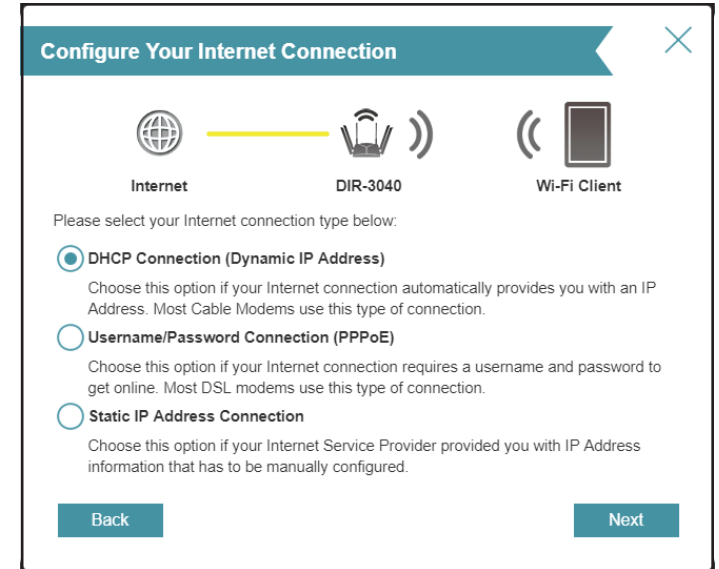 Configure Your Internet Connection
Internet
DIR-3040
Wi-Fi Client
Please select your Internet connection type below:
DHCP Connection (Dynamic IP Address)
Choose this option if your Internet connection automatically provides you with an IP
Address. Most Cable Modems use this type of connection.
Username/Password Connection (PPPoE)
Choose this option if your Internet connection requires a username and password to
get online. Most DSL modems use this type of connection.
Static IP Address Connection
Choose this option if your Internet Service Provider provided you with IP Address
information that has to be manually configured.
Back
Next